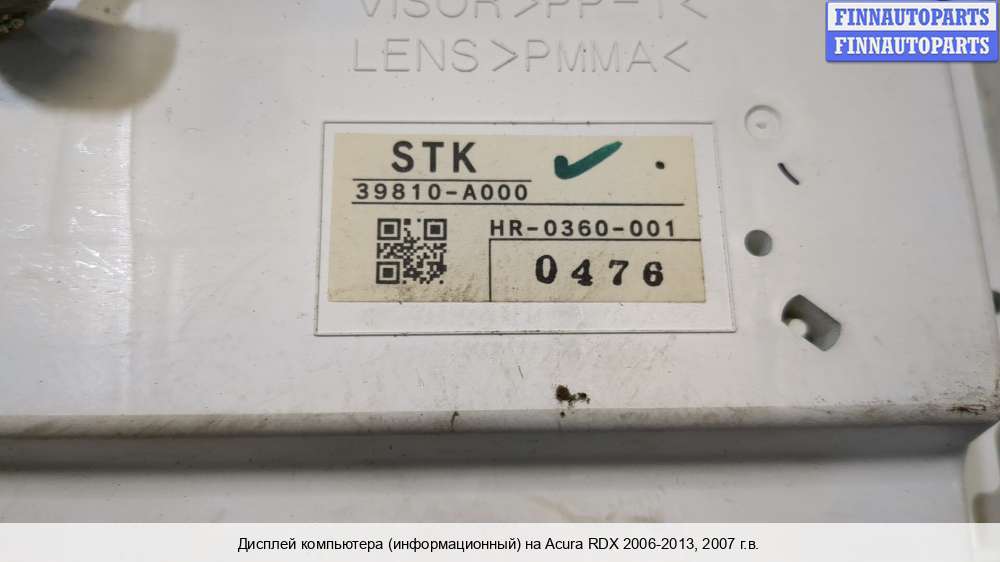 VISOR>PP-T<
LENS>PMMA<
FINNAUTOPARTS
FINNAUTOPARTS
STK
39810-A000
HR-0360-001
0476
Дисплей компьютера (информационный) на Acura RDX 2006-2013, 2007 г.в.